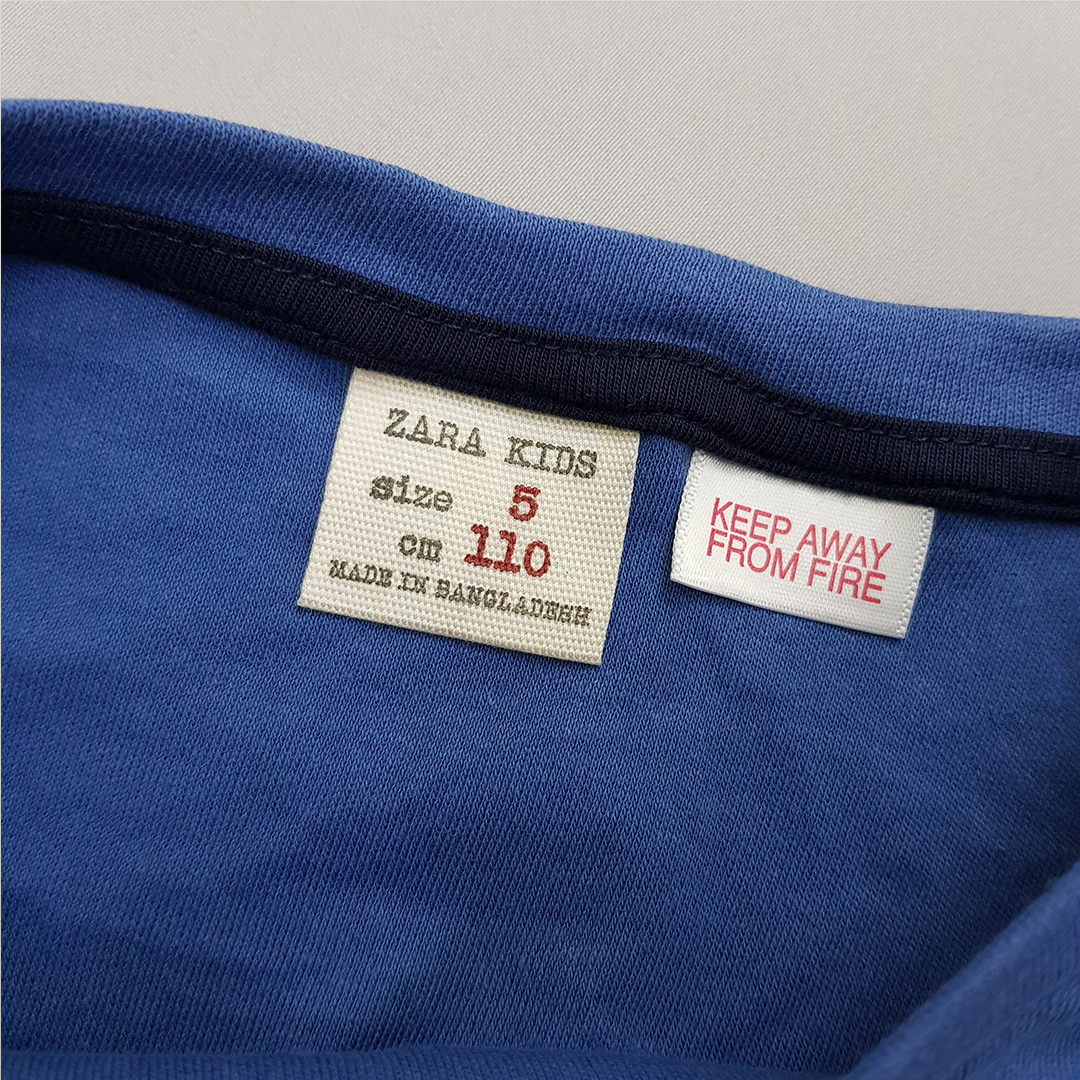 ZARA KIDS
size 5
cm 110
MADE IN BANGLADESH
KEEP AWAY
FROM FIRE